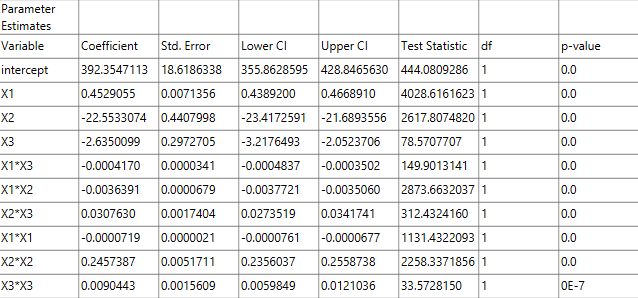 Parameter
Estimates
Variable Coefficient Std. Error Lower CI Upper CI Test Statistic df p-value
intercept 392.3547113 18.6186338 355.8628595 428.8465630 444.0809286 1 0.0
X1 0.4529055 0.0071356 0.4389200 0.4668910 4028.6161623 1 0.0
X2 -22.5533074 0.4407998 -23.4172591 -21.6893556 2617.8074820 1 0.0
X3 -2.6350099 0.2972705 -3.2176493 -2.0523706 78.5707707 1 0.0
X1*X3 -0.0004170 0.0000341 -0.0004837 -0.0003502 149.9013141 1 0.0
X1*X2 -0.0036391 0.0000679 -0.0037721 -0.0035060 2873.6632037 1 0.0
X2*X3 0.0307630 0.0017404 0.0273519 0.0341741 312.4324160 1 0.0
X1*X1 -0.0000719 0.0000021 -0.0000761 -0.0000677 1131.4322093 1 0.0
X2*X2 0.2457387 0.0051711 0.2356037 0.2558738 2258.3371856 1 0.0
X3*X3 0.0090443 0.0015609 0.0059849 0.0121036 33.5728150 1 0E-7